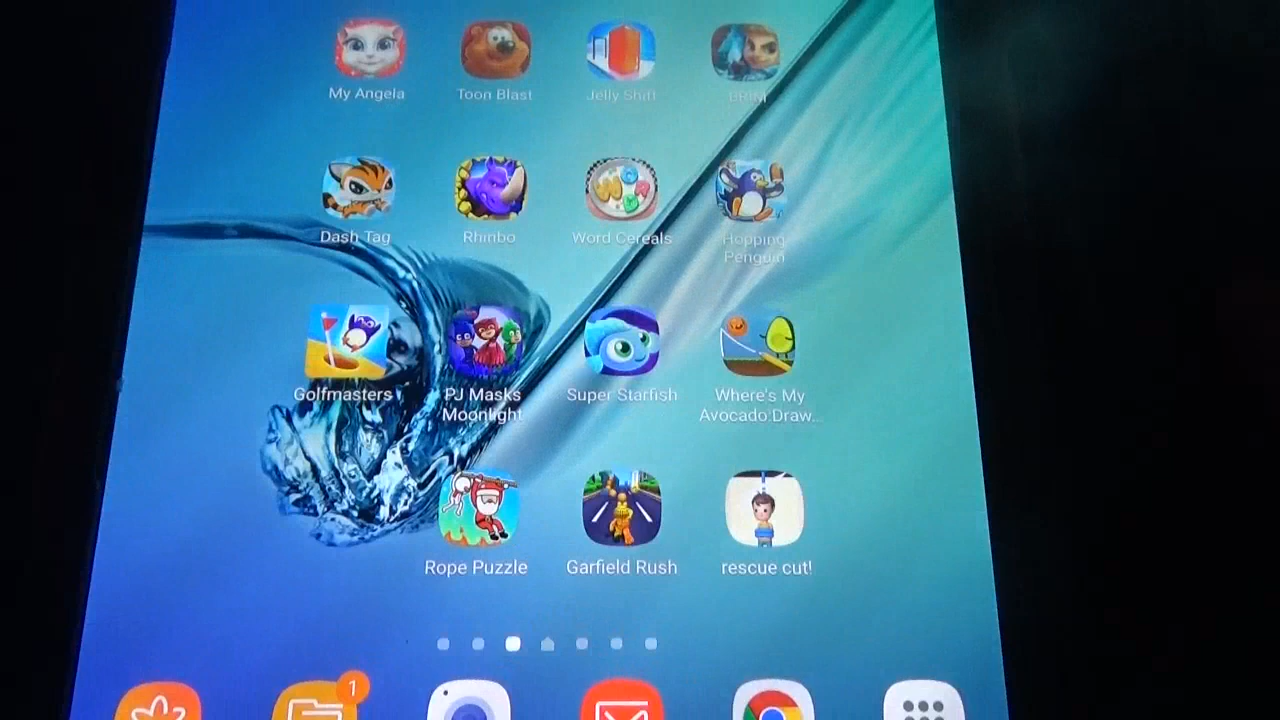 My Angela
Toon Blast
Jelly Shift
BRIM
Dash Tag
Rhinbo
Word Cereals
Hopping
Penguin
Golfmasters
PJ Masks
Moonlight
Super Starfish
Where's My
Avocado:Draw...
Rope Puzzle
Garfield Rush
rescue cut!
1